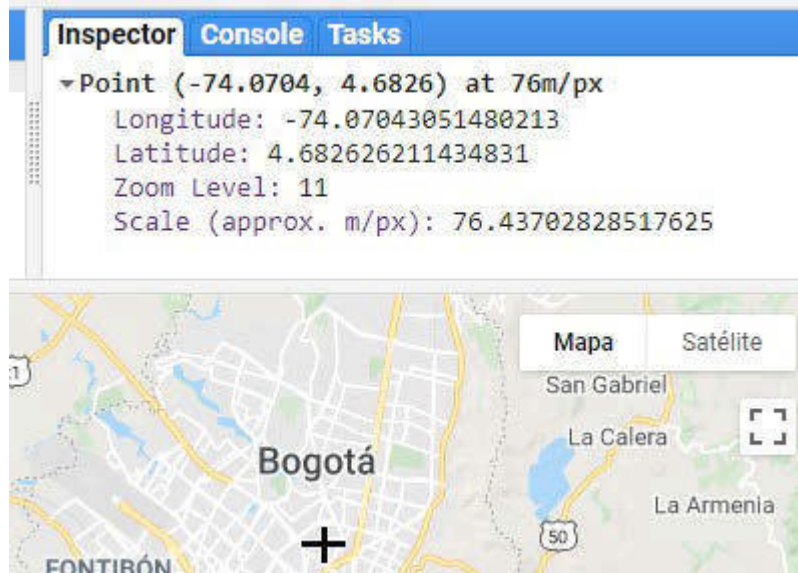 Inspector Console Tasks
Point (-74.0704, 4.6826) at 76m/px
Longitude: -74.07043051480213
Latitude: 4.682626211434831
Zoom Level: 11
Scale (approx. m/px): 76.43702828517625
Mapa Satélite
San Gabriel
La Calera
Bogotá
La Armenia
50
FONTIBÓN